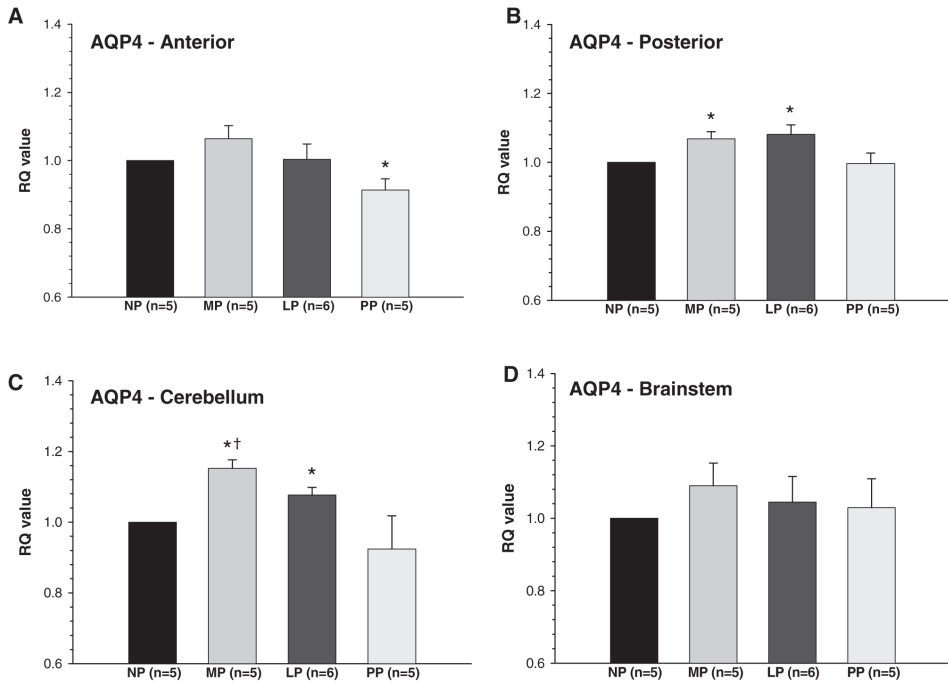 A
AQP4 - Anterior
RQ value
1.4
1.2
1.0
0.8
0.6
*
NP (n=5) MP (n=5) LP (n=6) PP (n=5)
B
AQP4 - Posterior
RQ value
1.4
1.2
1.0
0.8
0.6
* *
NP (n=5) MP (n=5) LP (n=6) PP (n=5)
C
AQP4 - Cerebellum
RQ value
1.4
1.2
1.0
0.8
0.6
*† *
NP (n=5) MP (n=5) LP (n=6) PP (n=5)
D
AQP4 - Brainstem
RQ value
1.4
1.2
1.0
0.8
0.6
NP (n=5) MP (n=5) LP (n=6) PP (n=5)